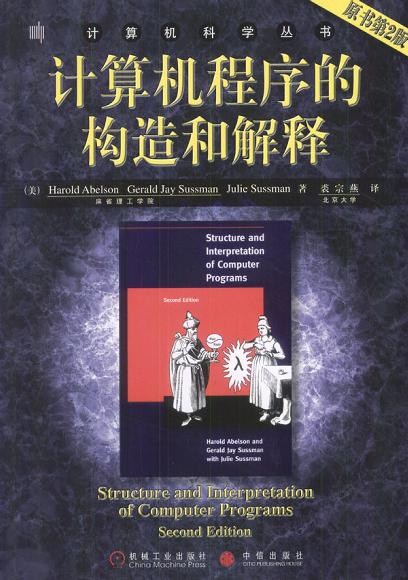 计算机科学丛书
原书第2版
计算机程序的
构造和解释
(美) Harold Abelson Gerald Jay Sussman Julie Sussman 著 裘宗燕 译
麻省理工学院 北京大学
Structure and
Interpretation
of Computer
Programs
Second Edition
λ
Harold Abelson and
Gerald Jay Sussman
with Julie Sussman
Structure and Interpretation
of Computer Programs
Second Edition
机械工业出版社
China Machine Press
中信出版社
CITIC PUBLISHING HOUSE